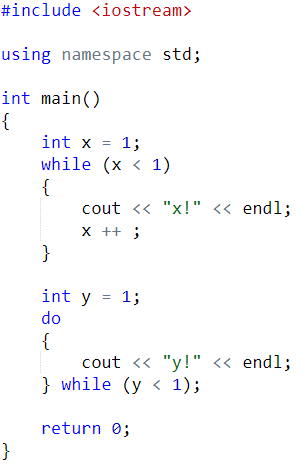 #include <iostream>

using namespace std;

int main()
{
    int x = 1;
    while (x < 1)
    {
        cout << "x!" << endl;
        x ++ ;
    }

    int y = 1;
    do
    {
        cout << "y!" << endl;
    } while (y < 1);

    return 0;
}